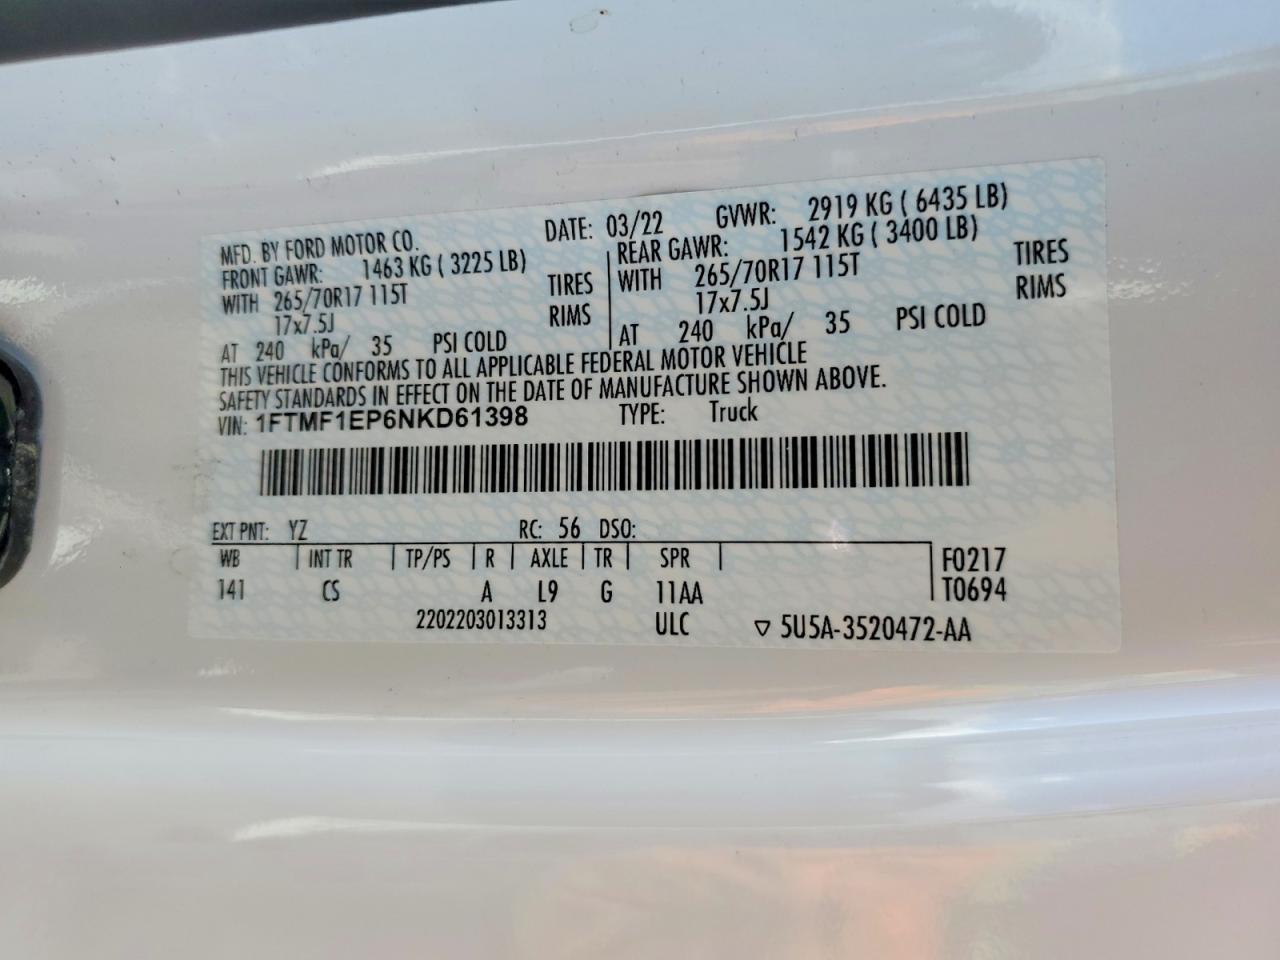 MFD. BY FORD MOTOR CO. DATE: 03/22 GVWR: 2919 KG ( 6435 LB)
FRONT GAWR: 1463 KG ( 3225 LB) REAR GAWR: 1542 KG ( 3400 LB)
WITH 265/70R17 115T TIRES WITH 265/70R17 115T TIRES
17x7.5J RIMS 17x7.5J RIMS
AT 240 kPa/ 35 PSI COLD AT 240 kPa/ 35 PSI COLD
THIS VEHICLE CONFORMS TO ALL APPLICABLE FEDERAL MOTOR VEHICLE
SAFETY STANDARDS IN EFFECT ON THE DATE OF MANUFACTURE SHOWN ABOVE.
VIN: 1FTMF1EP6NKD61398 TYPE: Truck
EXT PNT: YZ RC: 56 DSO:
WB INT TR TP/PS R AXLE TR SPR F0217
141 CS A L9 G 11AA T0694
2202203013313 ULC ▽ 5U5A-3520472-AA